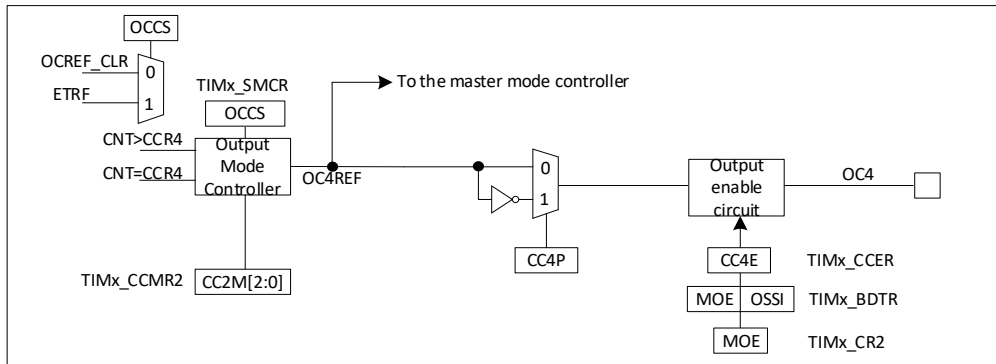 OCCS
OCREF_CLR
0
ETRF
1
TIMx_SMCR
OCCS
To the master mode controller
CNT>CCR4
CNT=CCR4
Output
Mode
Controller
OC4REF
0
1
CC4P
Output
enable
circuit
OC4
TIMx_CCMR2
CC2M[2:0]
CC4E
TIMx_CCER
MOE OSSI
TIMx_BDTR
MOE
TIMx_CR2